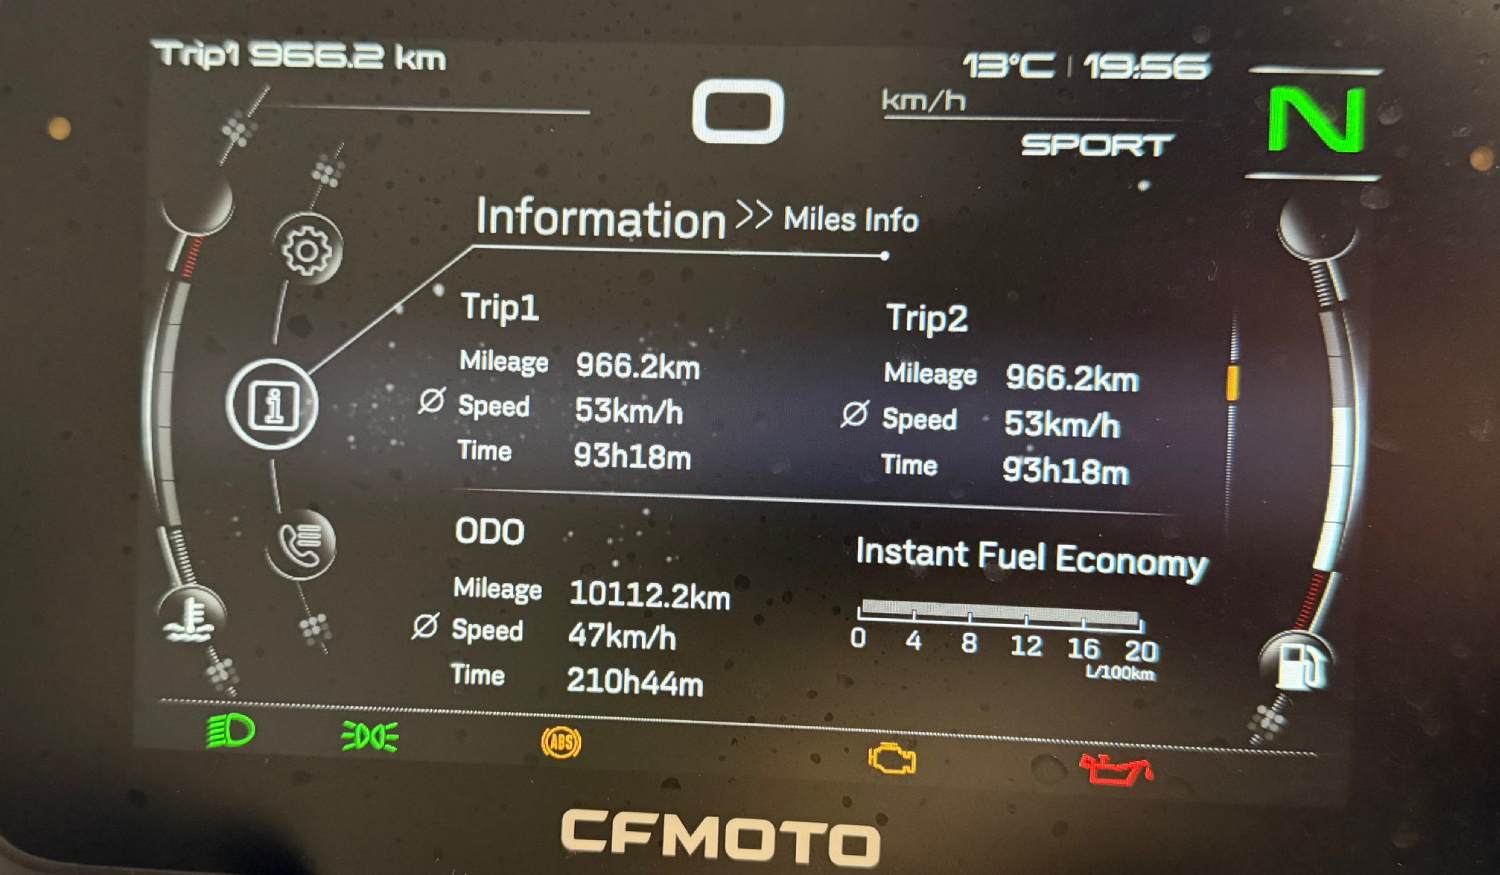 Trip1 966.2 km
13°C | 19:56
0
km/h
N
SPORT
Information >> Miles Info
Trip1
Mileage 966.2km
Ø Speed 53km/h
Time 93h18m
Trip2
Mileage 966.2km
Ø Speed 53km/h
Time 93h18m
ODO
Mileage 10112.2km
Ø Speed 47km/h
Time 210h44m
Instant Fuel Economy
0 4 8 12 16 20
L/100km
ABS
CFMOTO